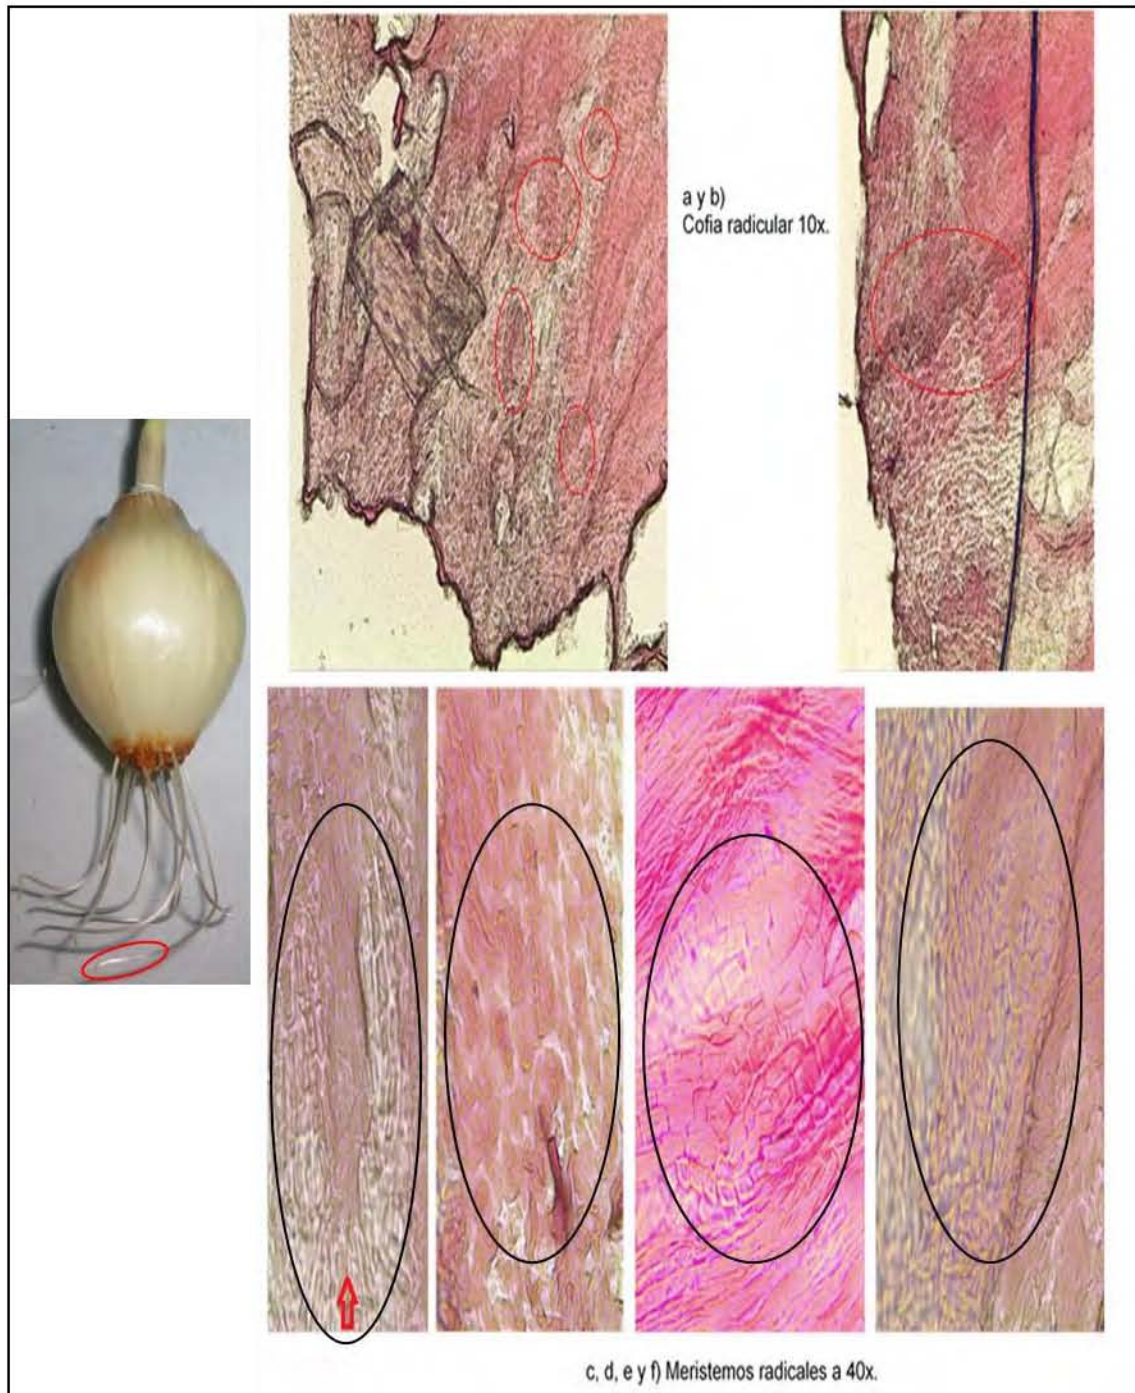 a y b)
Cofia radicular 10x.
c, d, e y f) Meristemos radicales a 40x.